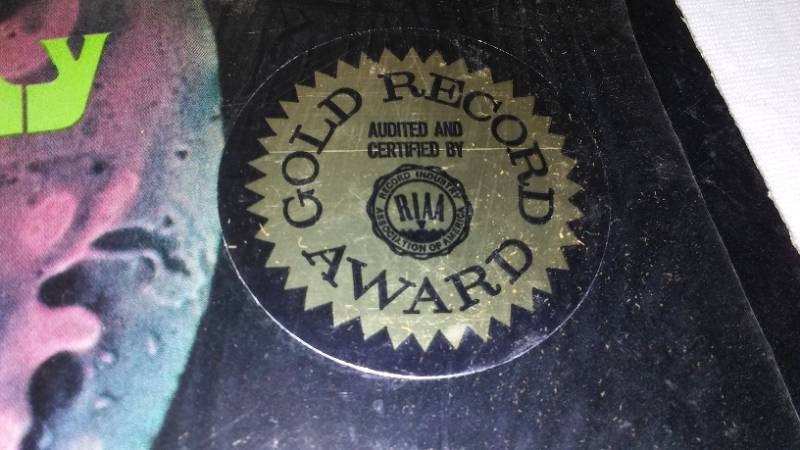 y
GOLD RECORD
AUDITED AND
CERTIFIED BY
RECORD INDUSTRY
RIAA
ASSOCIATION OF AMERICA
AWARD